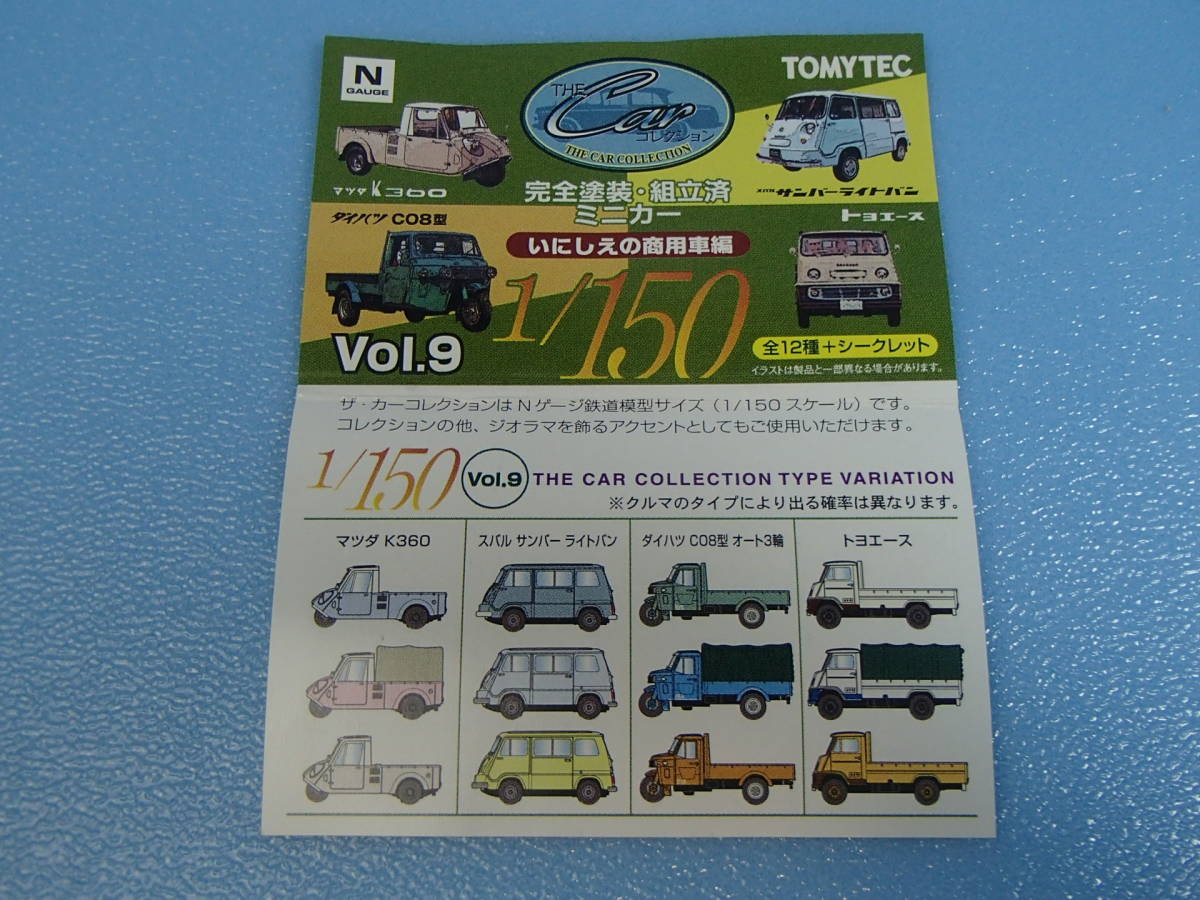 N
GAUGE
THE
Car
コレクション
THE CAR COLLECTION
TOMYTEC
マツダ K360
完全塗装・組立済
ミニカー
スバル サンバーライトバン
ダイハツ CO8型
いにしえの商用車編
トヨエース
1/150
Vol.9
全12種+シークレット
イラストは製品と一部異なる場合があります。
ザ・カーコレクションはNゲージ鉄道模型サイズ(1/150スケール)です。
コレクションの他、ジオラマを飾るアクセントとしてもご使用いただけます。
1/150 Vol.9 THE CAR COLLECTION TYPE VARIATION
※クルマのタイプにより出る確率は異なります。
マツダ K360
スバル サンバー ライトバン
ダイハツ CO8型 オート3輪
トヨエース